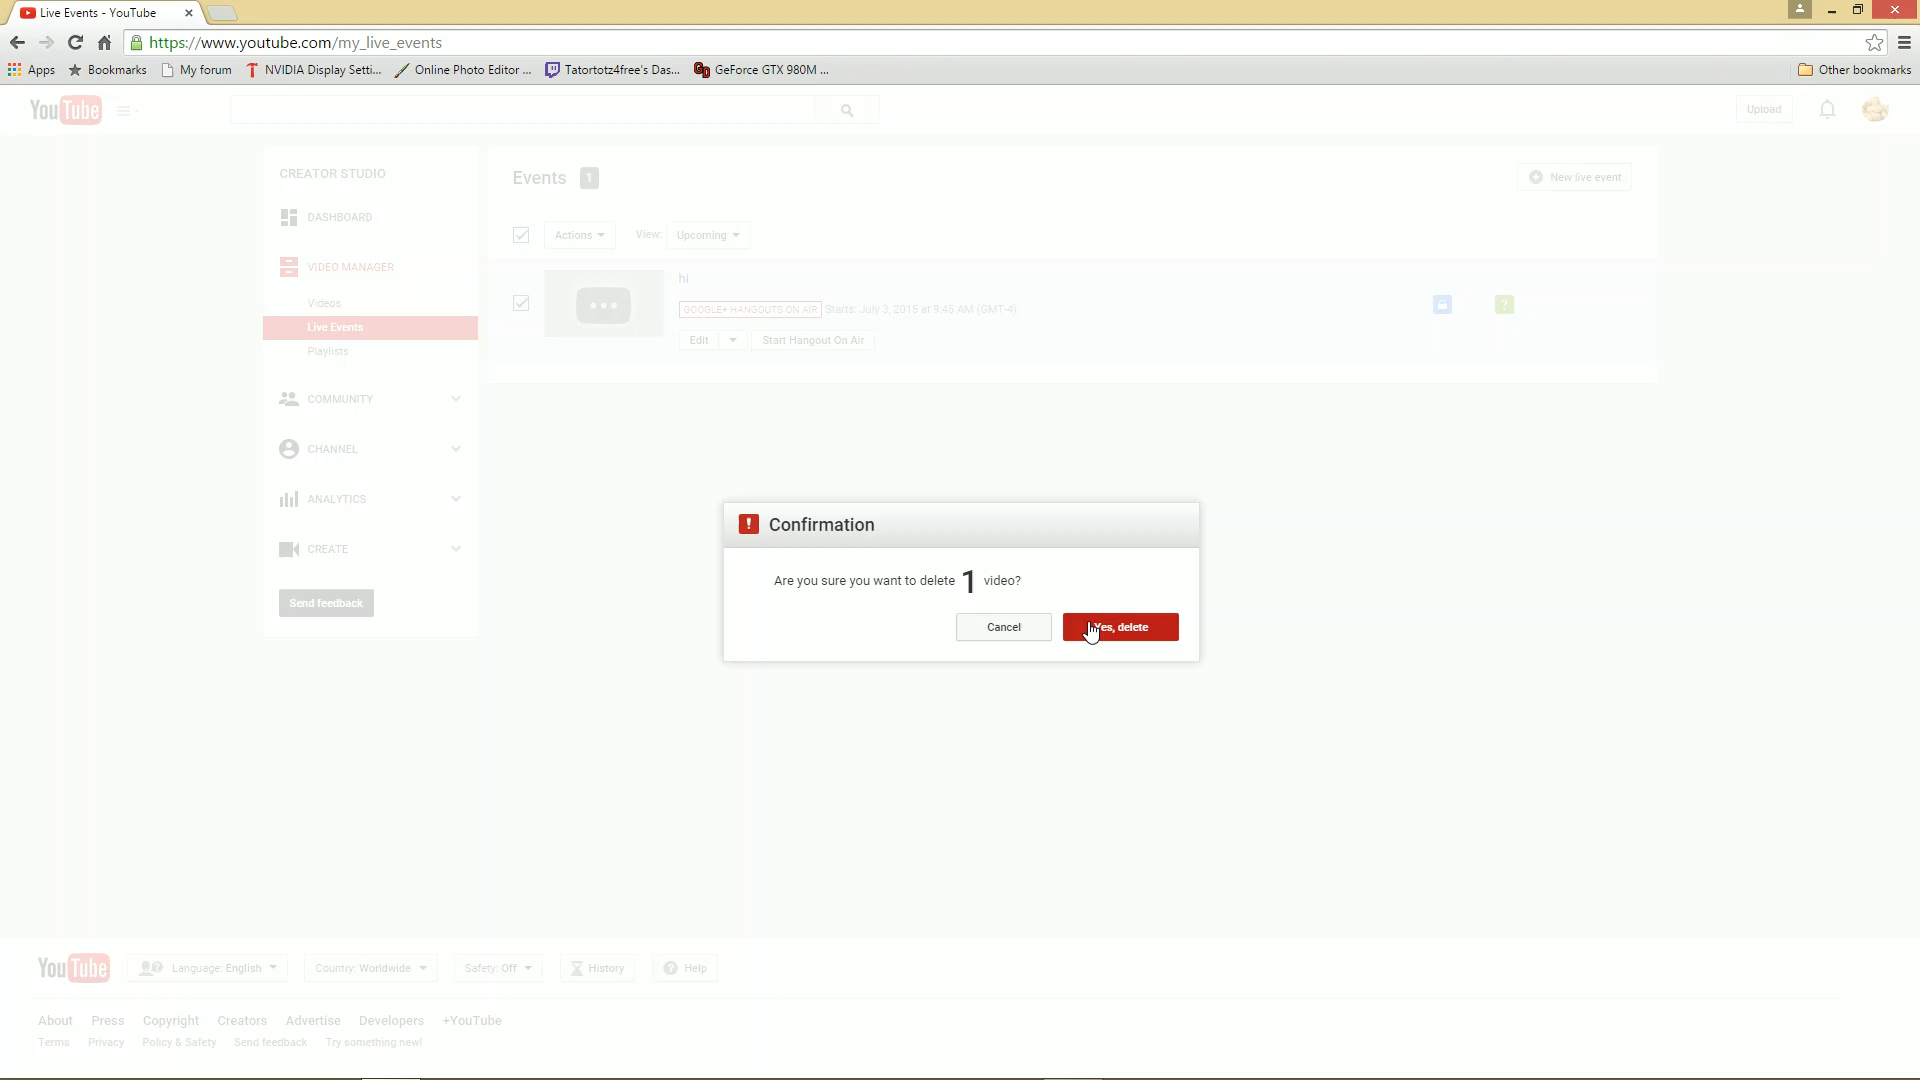 Live Events - YouTube
https://www.youtube.com/my_live_events
Apps Bookmarks My forum NVIDIA Display Setti... Online Photo Editor ... Tatortotz4free's Das... GeForce GTX 980M ... Other bookmarks
YouTube Upload
CREATOR STUDIO
DASHBOARD
VIDEO MANAGER
Videos
Live Events
Playlists
COMMUNITY
CHANNEL
ANALYTICS
CREATE
Send feedback
Events 1 New live event
Actions View: Upcoming
hi
GOOGLE+ HANGOUTS ON AIR Starts: July 3, 2015 at 9:45 AM (GMT-4)
Edit Start Hangout On Air
! Confirmation
Are you sure you want to delete 1 video?
Cancel Yes, delete
YouTube Language: English Country: Worldwide Safety: Off History Help
About Press Copyright Creators Advertise Developers +YouTube
Terms Privacy Policy & Safety Send feedback Try something new!